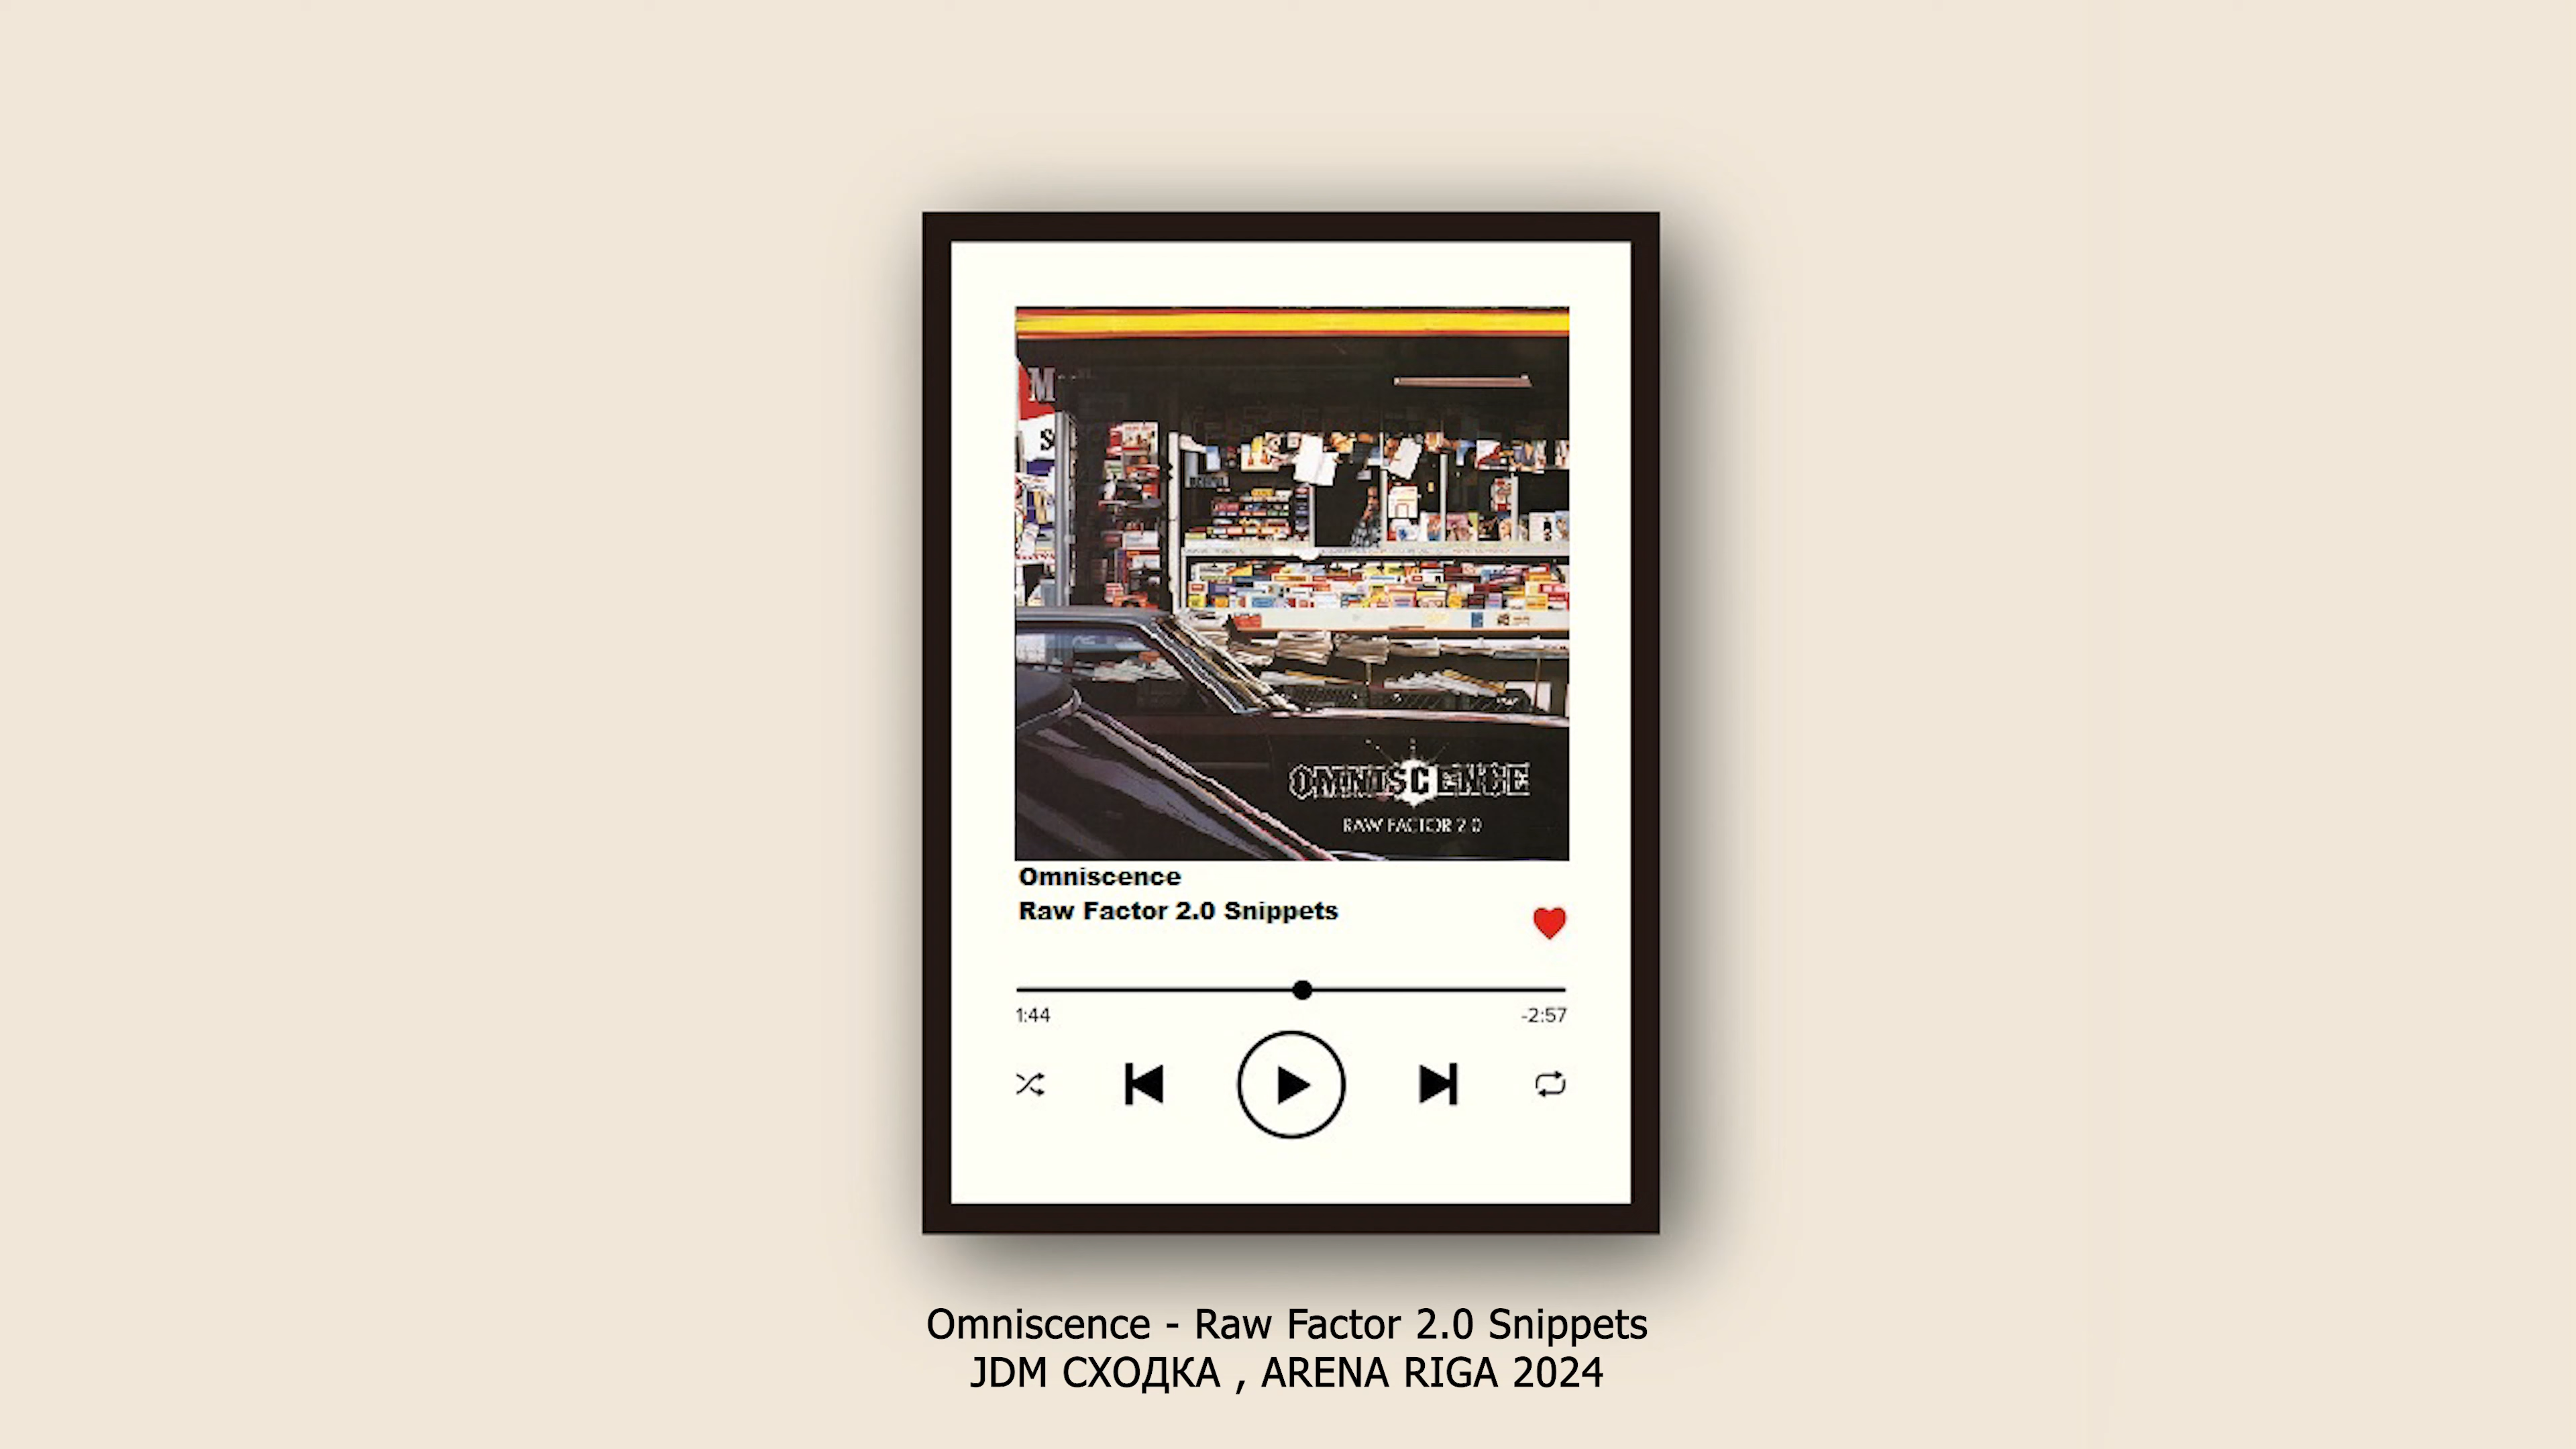 M
OMNISCENCE
RAW FACTOR 2.0
Omniscence
Raw Factor 2.0 Snippets
1:44
-2:57
Omniscence - Raw Factor 2.0 Snippets
JDM СХОДКА , ARENA RIGA 2024